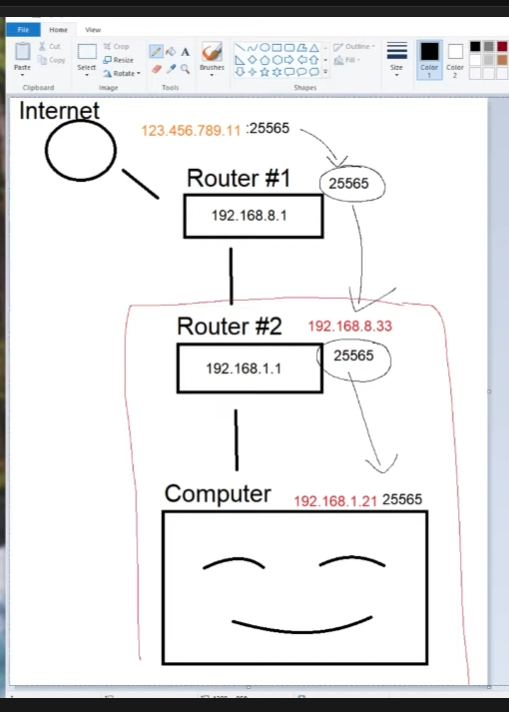 File Home View
Paste
Cut
Copy
Clipboard
Select
Crop
Resize
Rotate
Image
Tools
Brushes
Shapes
Outline
Fill
Size
Color 1
Color 2
Internet
123.456.789.11 :25565
Router #1
25565
192.168.8.1
Router #2 192.168.8.33
25565
192.168.1.1
Computer 192.168.1.21 25565